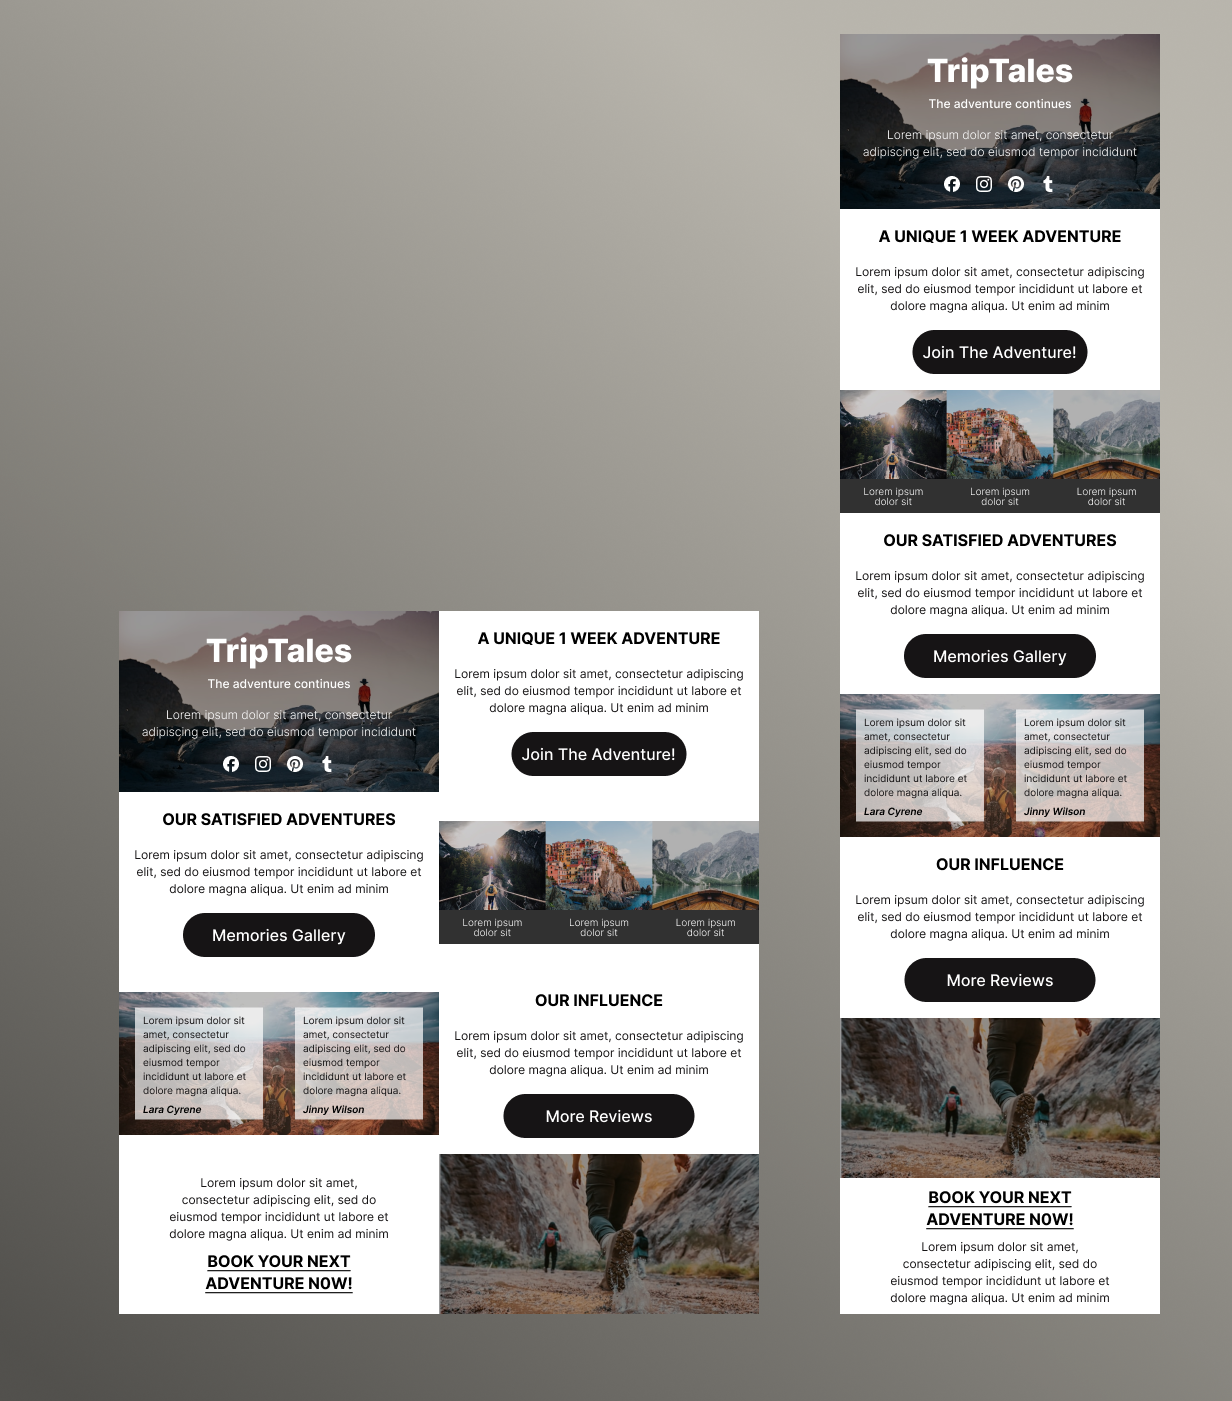 TripTales
The adventure continues
Lorem ipsum dolor sit amet, consectetur
adipiscing elit, sed do eiusmod tempor incididunt
A UNIQUE 1 WEEK ADVENTURE
Lorem ipsum dolor sit amet, consectetur adipiscing
elit, sed do eiusmod tempor incididunt ut labore et
dolore magna aliqua. Ut enim ad minim
Join The Adventure!
OUR SATISFIED ADVENTURES
Lorem ipsum dolor sit amet, consectetur adipiscing
elit, sed do eiusmod tempor incididunt ut labore et
dolore magna aliqua. Ut enim ad minim
Memories Gallery
Lorem ipsum
dolor sit
Lorem ipsum
dolor sit
Lorem ipsum
dolor sit
Lorem ipsum dolor sit
amet, consectetur
adipiscing elit, sed do
eiusmod tempor
incididunt ut labore et
dolore magna aliqua.
Lara Cyrene
Lorem ipsum dolor sit
amet, consectetur
adipiscing elit, sed do
eiusmod tempor
incididunt ut labore et
dolore magna aliqua.
Jinny Wilson
OUR INFLUENCE
Lorem ipsum dolor sit amet, consectetur adipiscing
elit, sed do eiusmod tempor incididunt ut labore et
dolore magna aliqua. Ut enim ad minim
More Reviews
Lorem ipsum dolor sit amet,
consectetur adipiscing elit, sed do
eiusmod tempor incididunt ut labore et
dolore magna aliqua. Ut enim ad minim
BOOK YOUR NEXT
ADVENTURE N0W!
TripTales
The adventure continues
Lorem ipsum dolor sit amet, consectetur
adipiscing elit, sed do eiusmod tempor incididunt
A UNIQUE 1 WEEK ADVENTURE
Lorem ipsum dolor sit amet, consectetur adipiscing
elit, sed do eiusmod tempor incididunt ut labore et
dolore magna aliqua. Ut enim ad minim
Join The Adventure!
Lorem ipsum
dolor sit
Lorem ipsum
dolor sit
Lorem ipsum
dolor sit
OUR SATISFIED ADVENTURES
Lorem ipsum dolor sit amet, consectetur adipiscing
elit, sed do eiusmod tempor incididunt ut labore et
dolore magna aliqua. Ut enim ad minim
Memories Gallery
Lorem ipsum dolor sit
amet, consectetur
adipiscing elit, sed do
eiusmod tempor
incididunt ut labore et
dolore magna aliqua.
Lara Cyrene
Lorem ipsum dolor sit
amet, consectetur
adipiscing elit, sed do
eiusmod tempor
incididunt ut labore et
dolore magna aliqua.
Jinny Wilson
OUR INFLUENCE
Lorem ipsum dolor sit amet, consectetur adipiscing
elit, sed do eiusmod tempor incididunt ut labore et
dolore magna aliqua. Ut enim ad minim
More Reviews
BOOK YOUR NEXT
ADVENTURE N0W!
Lorem ipsum dolor sit amet,
consectetur adipiscing elit, sed do
eiusmod tempor incididunt ut labore et
dolore magna aliqua. Ut enim ad minim